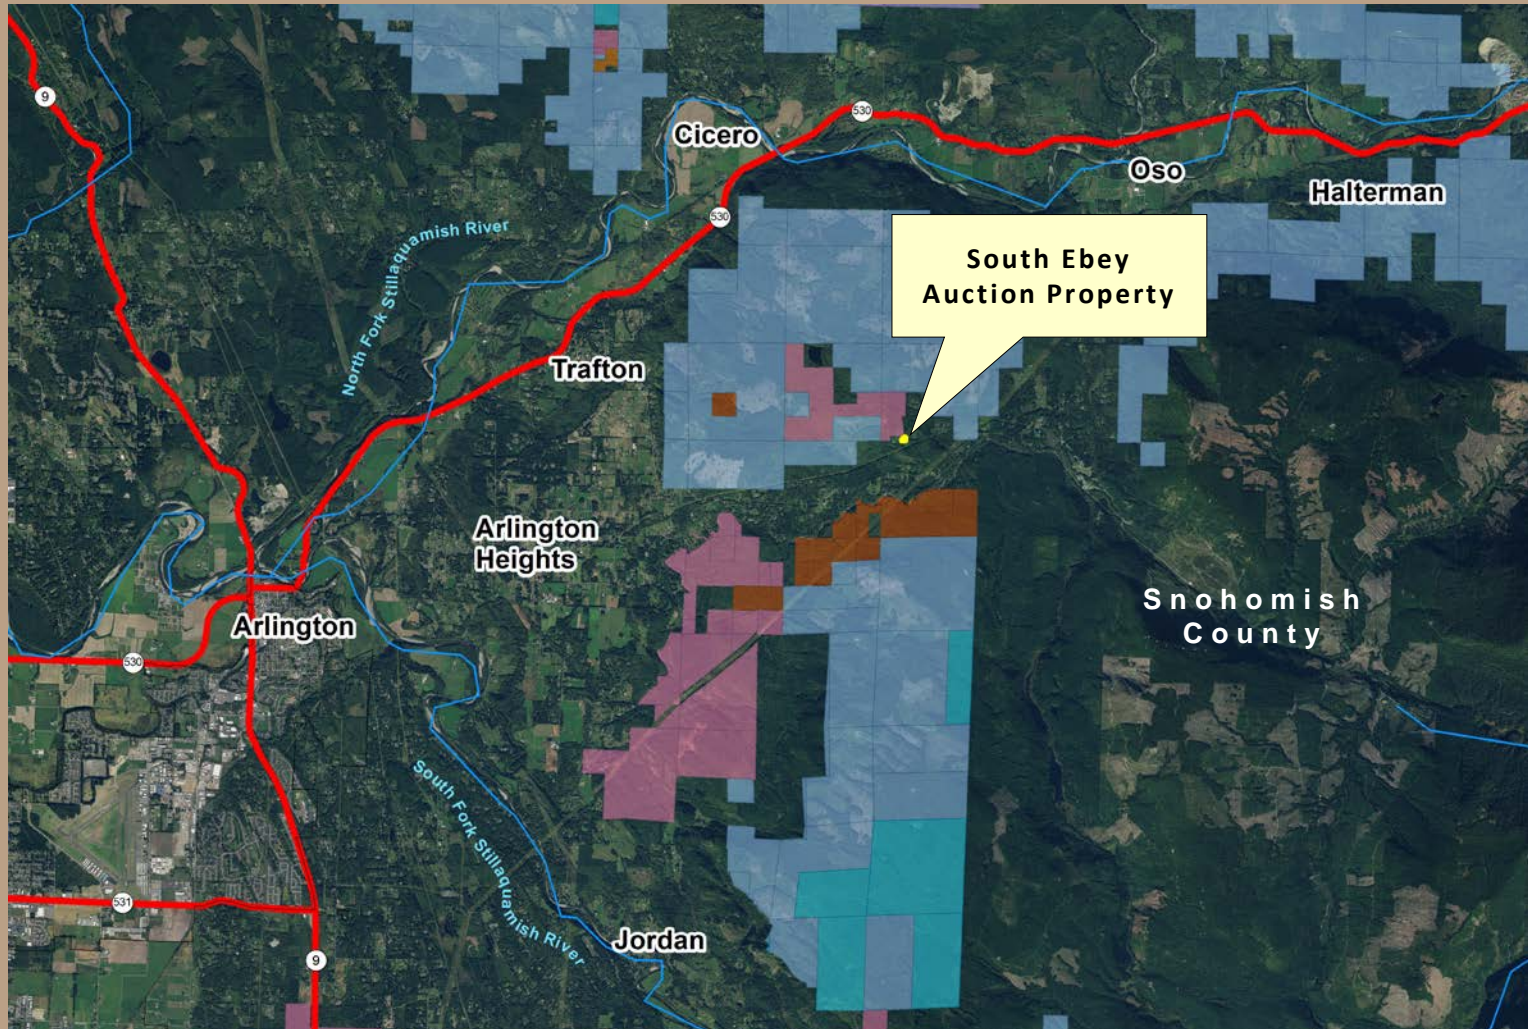 9
Cicero
530
Oso
Halterman
530
North Fork Stillaquamish River
South Ebey
Auction Property
Trafton
Arlington
Heights
Snohomish
County
Arlington
530
South Fork Stillaquamish River
531
Jordan
9